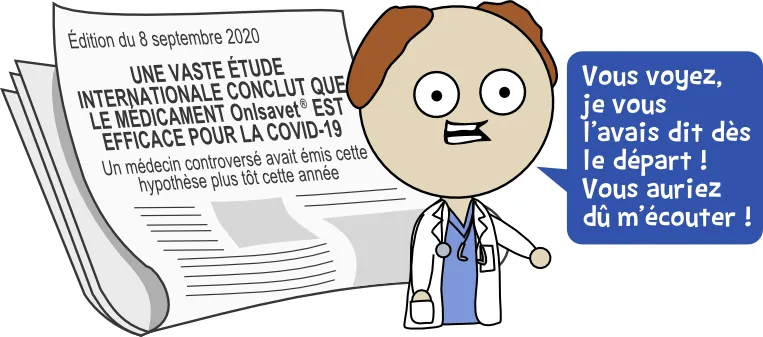 Édition du 8 septembre 2020
UNE VASTE ÉTUDE
INTERNATIONALE CONCLUT QUE
LE MÉDICAMENT OnIsavet® EST
EFFICACE POUR LA COVID-19
Un médecin controversé avait émis cette
hypothèse plus tôt cette année
Vous voyez,
je vous
l'avais dit dès
le départ !
Vous auriez
dû m'écouter !